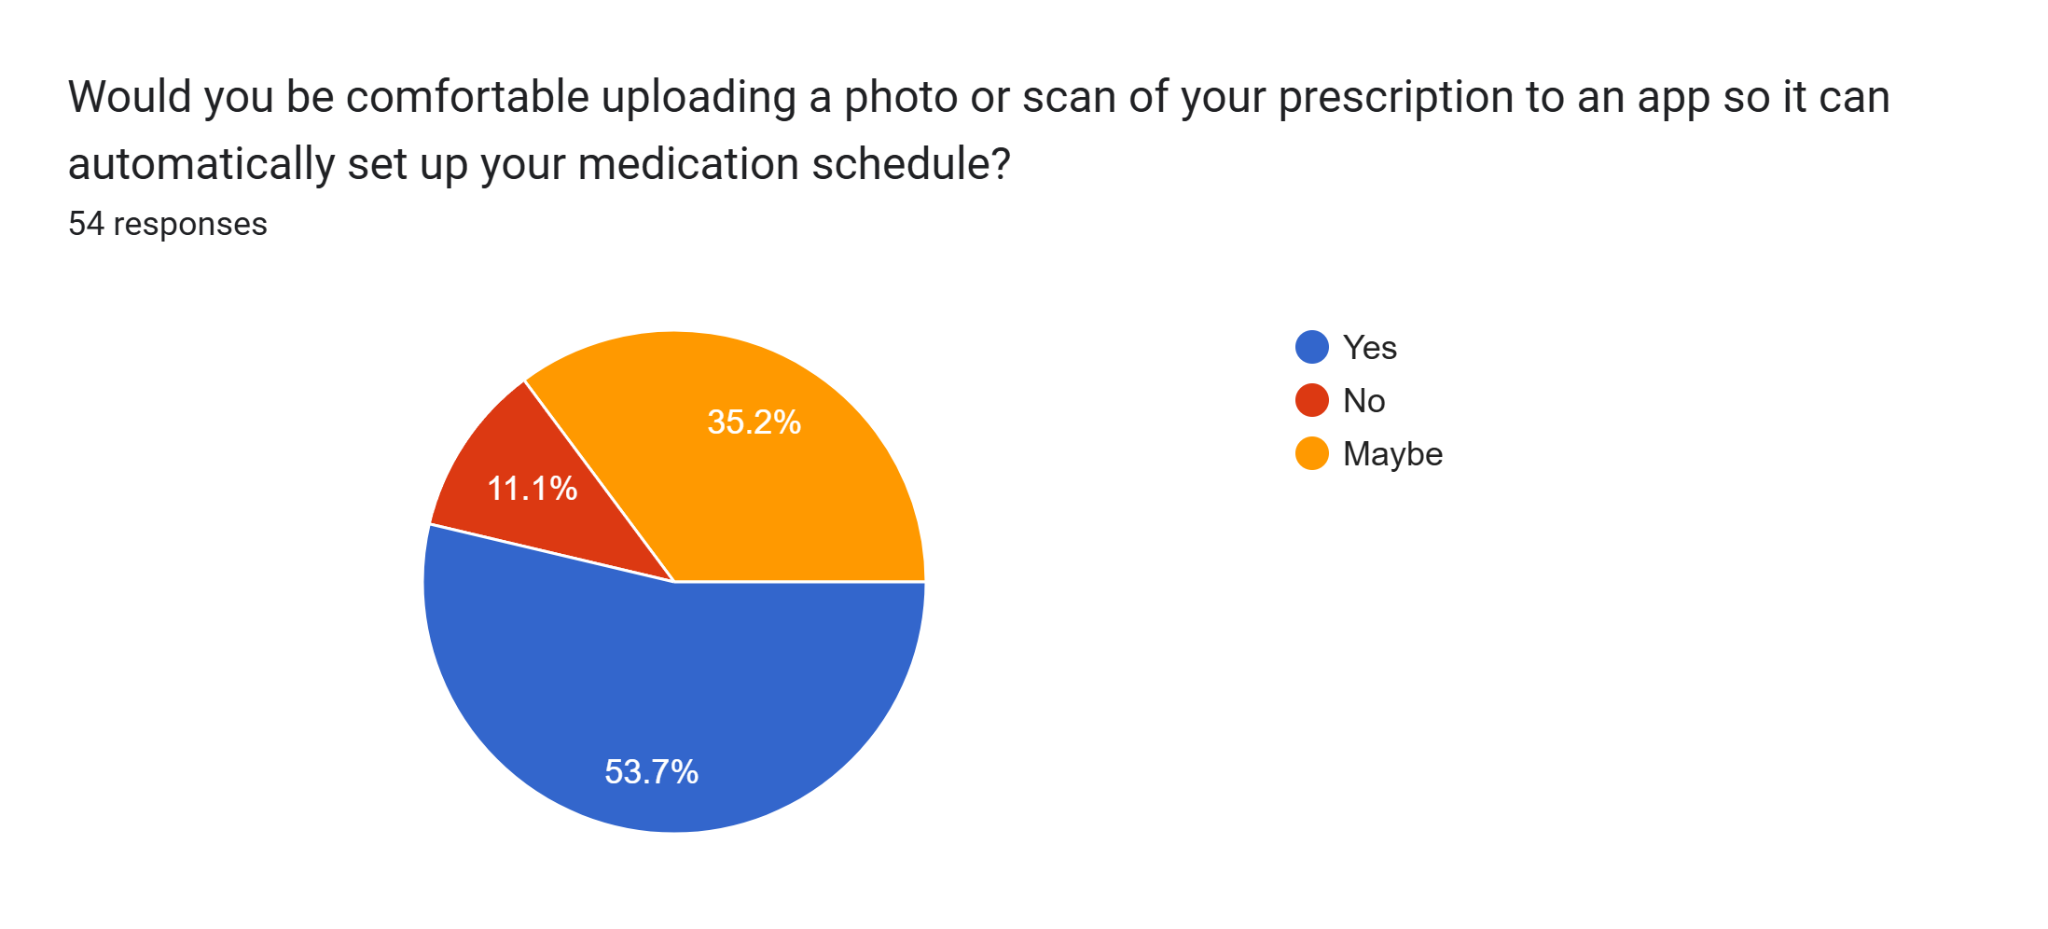 Would you be comfortable uploading a photo or scan of your prescription to an app so it can
automatically set up your medication schedule?
54 responses
Yes
No
Maybe
35.2%
11.1%
53.7%